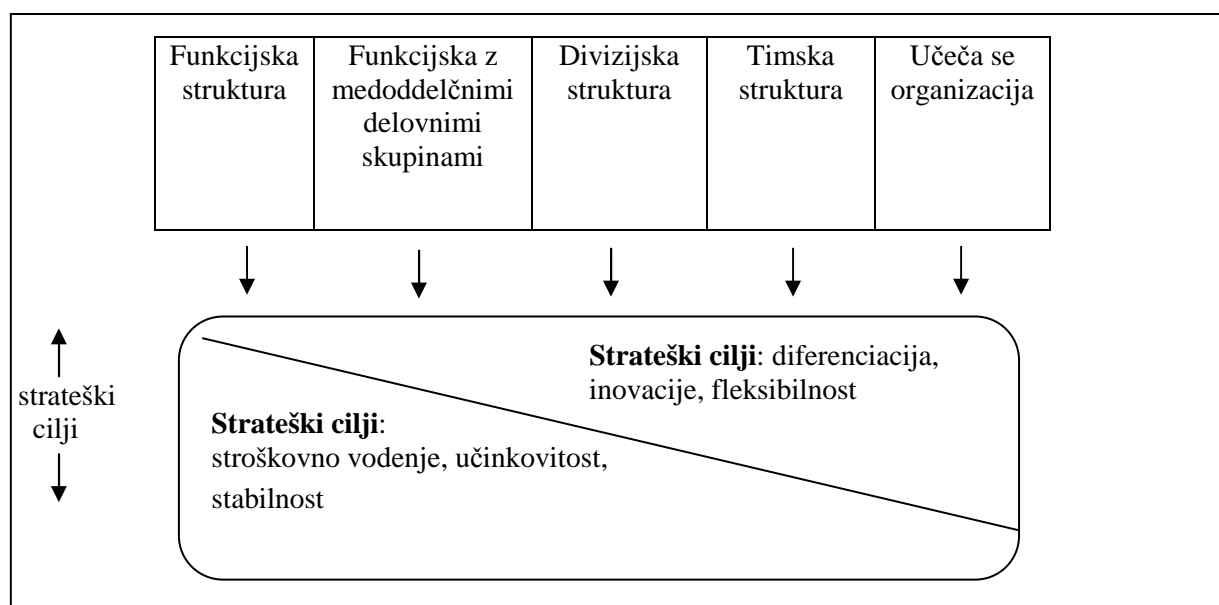 Funkcijska
struktura
Funkcijska z
medoddelčnimi
delovnimi
skupinami
Divizijska
struktura
Timska
struktura
Učeča se
organizacija
strateški
cilji
Strateški cilji: diferenciacija,
inovacije, fleksibilnost
Strateški cilji:
stroškovno vodenje, učinkovitost,
stabilnost